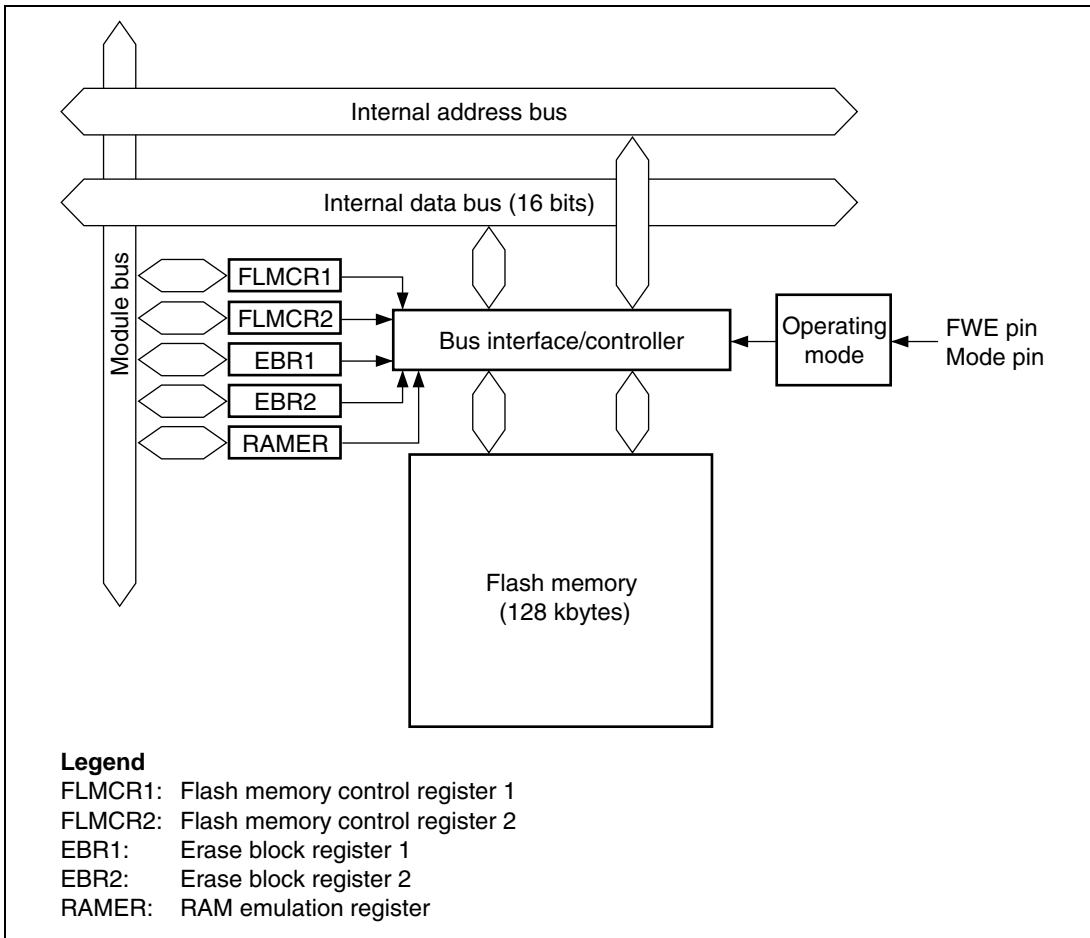 Internal address bus
Internal data bus (16 bits)
Module bus
FLMCR1
FLMCR2
EBR1
EBR2
RAMER
Bus interface/controller
Operating
mode
FWE pin
Mode pin
Flash memory
(128 kbytes)
Legend
FLMCR1: Flash memory control register 1
FLMCR2: Flash memory control register 2
EBR1: Erase block register 1
EBR2: Erase block register 2
RAMER: RAM emulation register